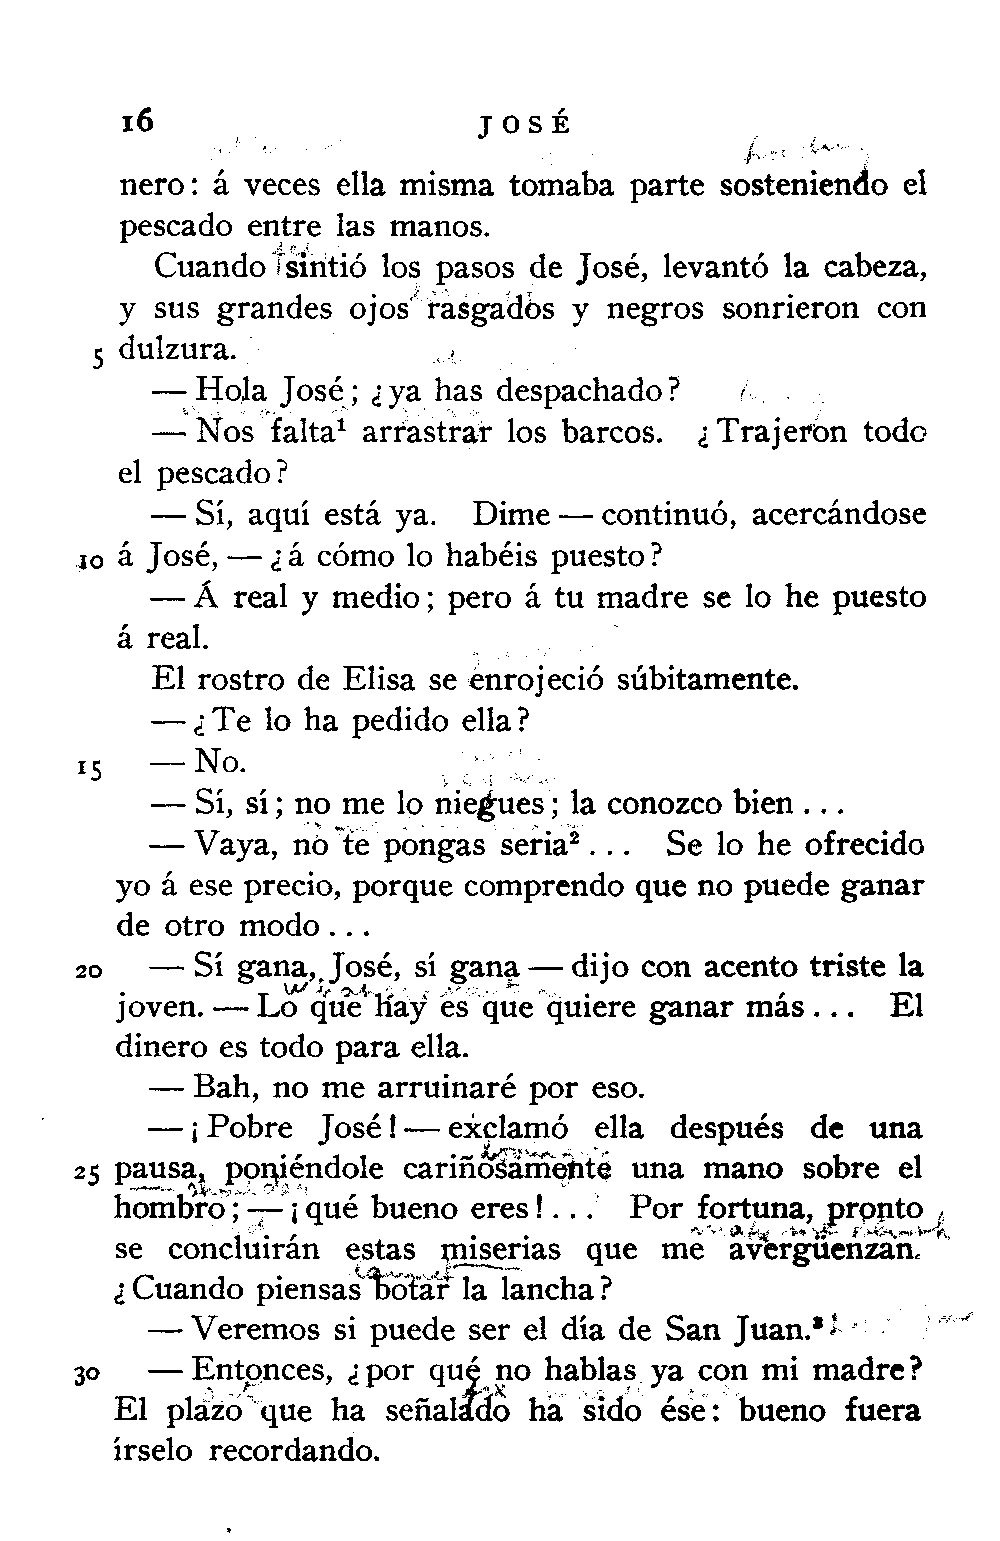 16 JOSÉ
nero: á veces ella misma tomaba parte sosteniendo el
pescado entre las manos.
Cuando sintió los pasos de José, levantó la cabeza,
y sus grandes ojos rasgados y negros sonrieron con
5 dulzura.
— Hola José; ¿ya has despachado?
— Nos falta¹ arrastrar los barcos. ¿Trajeron todo
el pescado?
— Sí, aquí está ya. Dime — continuó, acercándose
10 á José, — ¿á cómo lo habéis puesto?
— Á real y medio; pero á tu madre se lo he puesto
á real.
El rostro de Elisa se enrojeció súbitamente.
— ¿Te lo ha pedido ella?
15 — No.
— Sí, sí; no me lo niegues; la conozco bien ...
— Vaya, no te pongas seria² ... Se lo he ofrecido
yo á ese precio, porque comprendo que no puede ganar
de otro modo ...
20 — Sí gana, José, sí gana — dijo con acento triste la
joven. — Lo que hay es que quiere ganar más ... El
dinero es todo para ella.
— Bah, no me arruinaré por eso.
— ¡Pobre José! — exclamó ella después de una
25 pausa, poniéndole cariñosamente una mano sobre el
hombro; — ¡qué bueno eres! ... Por fortuna, pronto
se concluirán estas miserias que me avergüenzan.
¿Cuando piensas botar la lancha?
— Veremos si puede ser el día de San Juan.³
30 — Entonces, ¿por qué no hablas ya con mi madre?
El plazo que ha señalado ha sido ése: bueno fuera
írselo recordando.